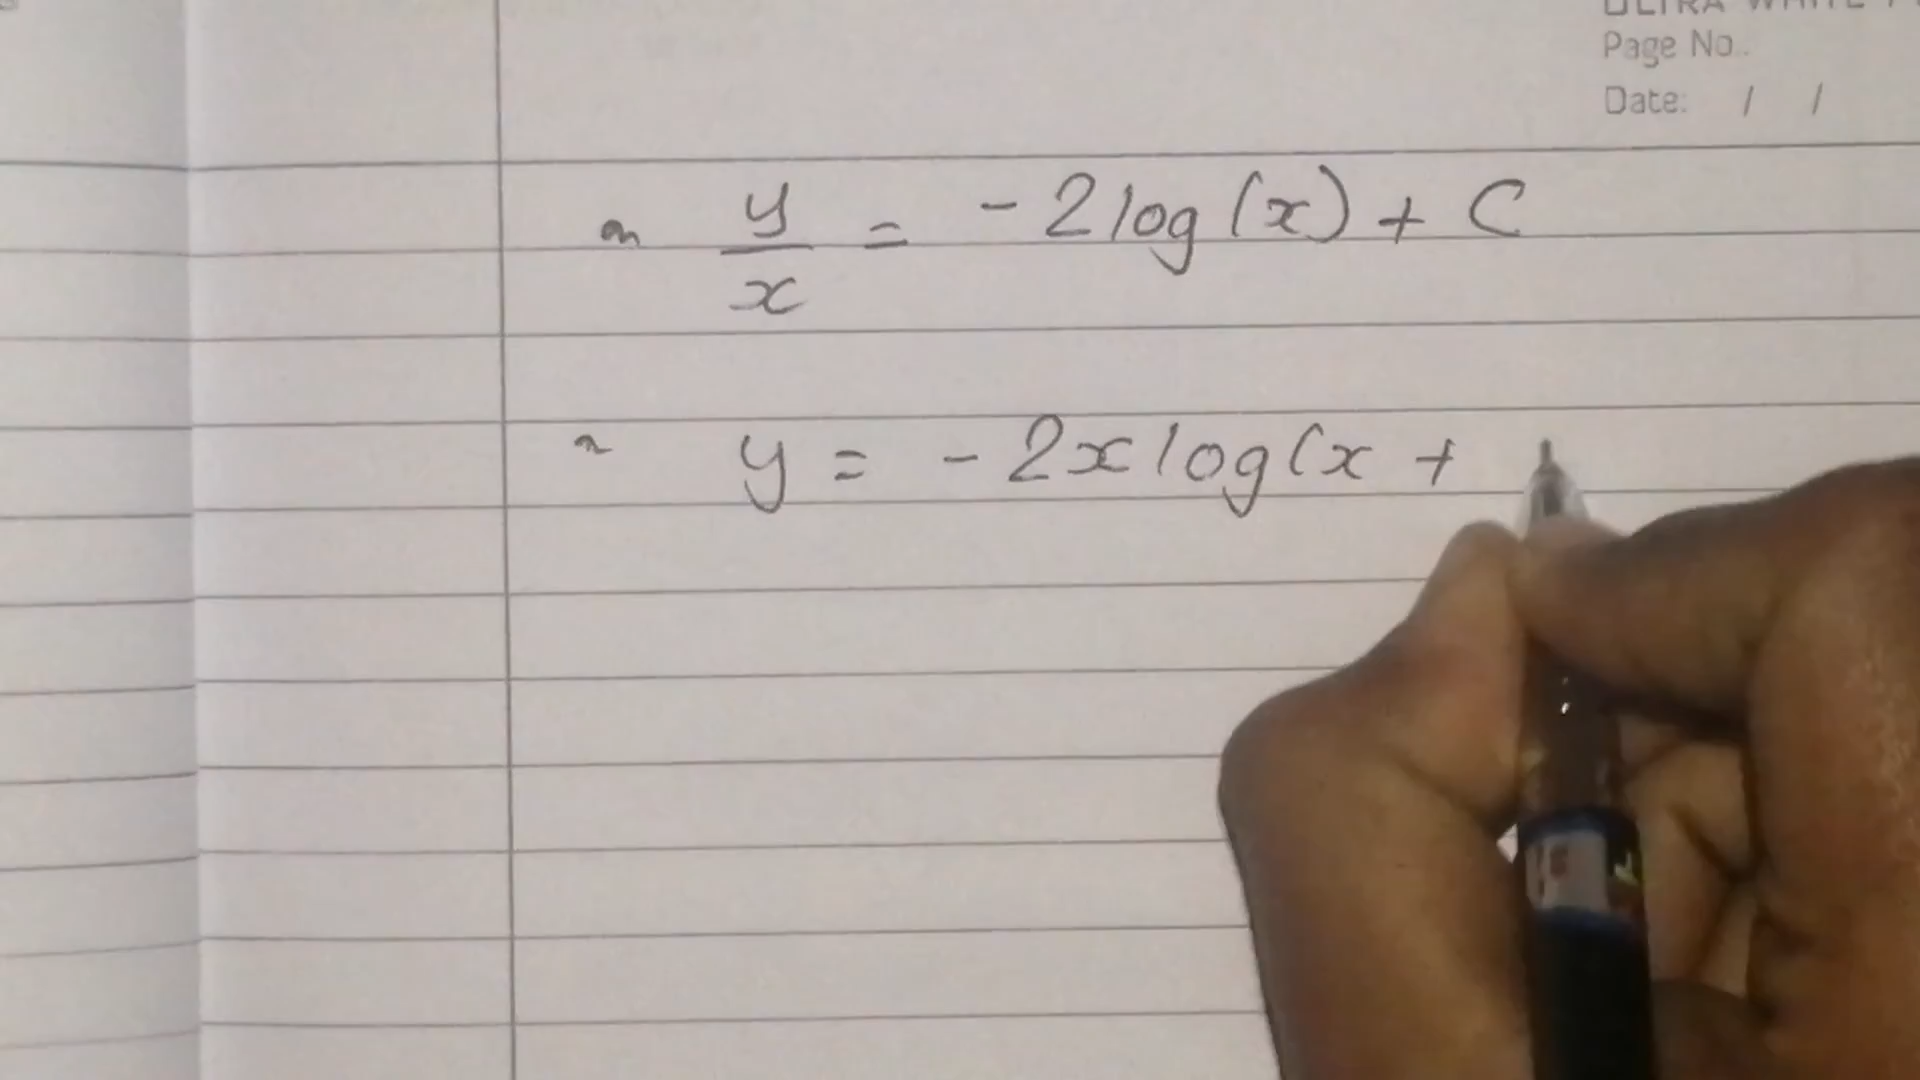 Page No.
Date: / /
y/x = - 2 log (x) + C
y = - 2x log (x +